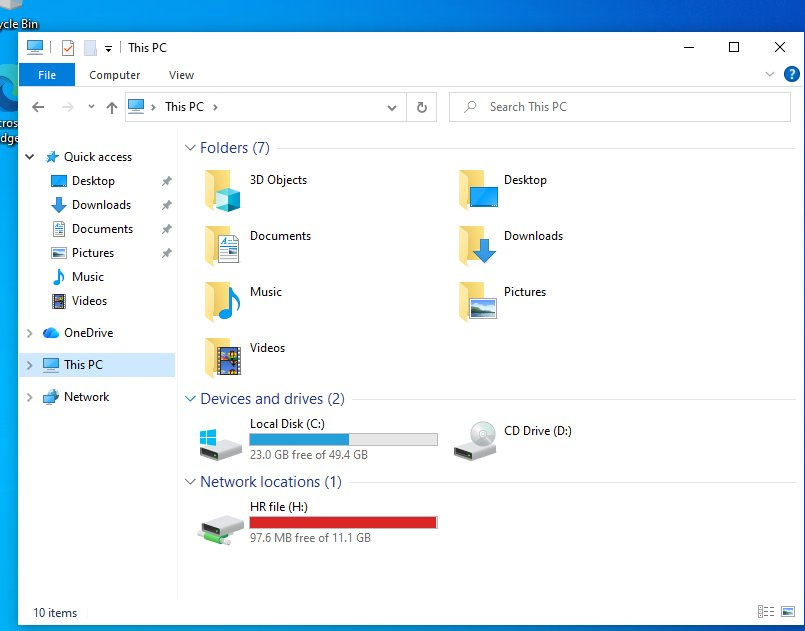 ycle Bin
This PC
File
Computer
View
This PC
Search This PC
cros
dge
Quick access
Desktop
Downloads
Documents
Pictures
Music
Videos
OneDrive
This PC
Network
Folders (7)
3D Objects
Desktop
Documents
Downloads
Music
Pictures
Videos
Devices and drives (2)
Local Disk (C:)
23.0 GB free of 49.4 GB
CD Drive (D:)
Network locations (1)
HR file (H:)
97.6 MB free of 11.1 GB
10 items